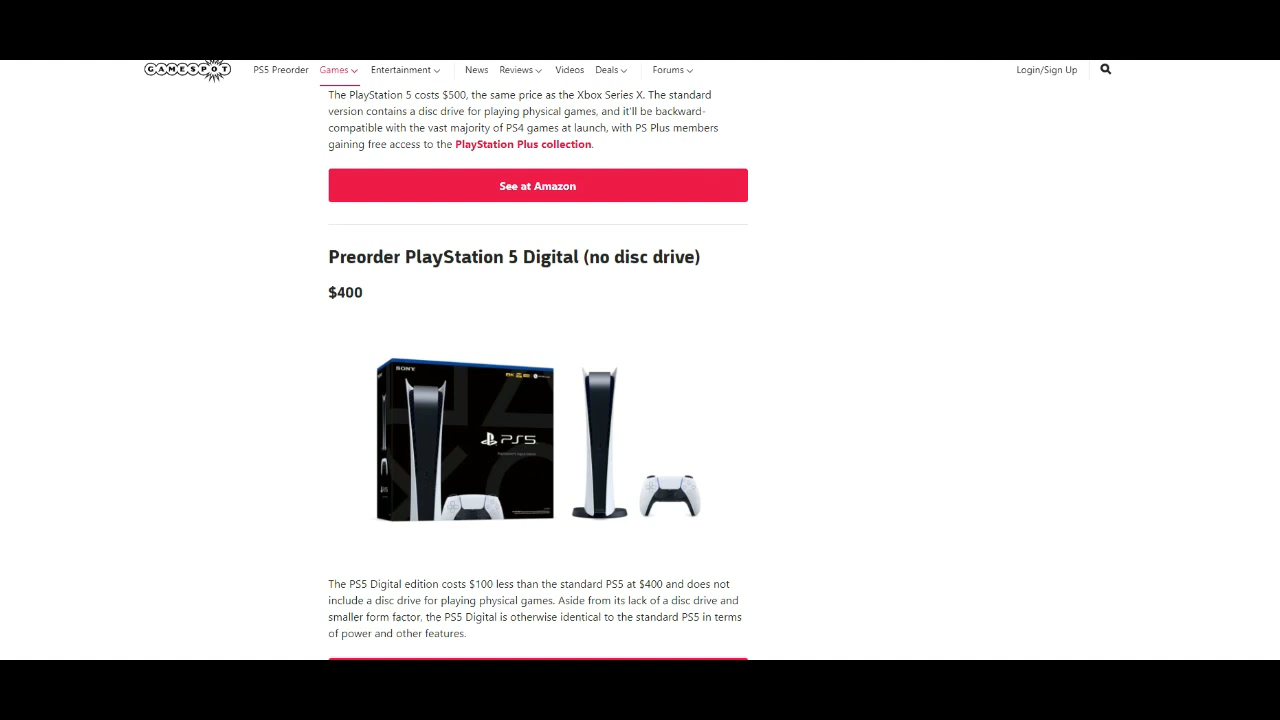 GAMESPOT PS5 Preorder Games Entertainment News Reviews Videos Deals Forums Login/Sign Up
The PlayStation 5 costs $500, the same price as the Xbox Series X. The standard
version contains a disc drive for playing physical games, and it'll be backward-
compatible with the vast majority of PS4 games at launch, with PS Plus members
gaining free access to the PlayStation Plus collection.
See at Amazon
Preorder PlayStation 5 Digital (no disc drive)
$400
SONY
PS5
The PS5 Digital edition costs $100 less than the standard PS5 at $400 and does not
include a disc drive for playing physical games. Aside from its lack of a disc drive and
smaller form factor, the PS5 Digital is otherwise identical to the standard PS5 in terms
of power and other features.